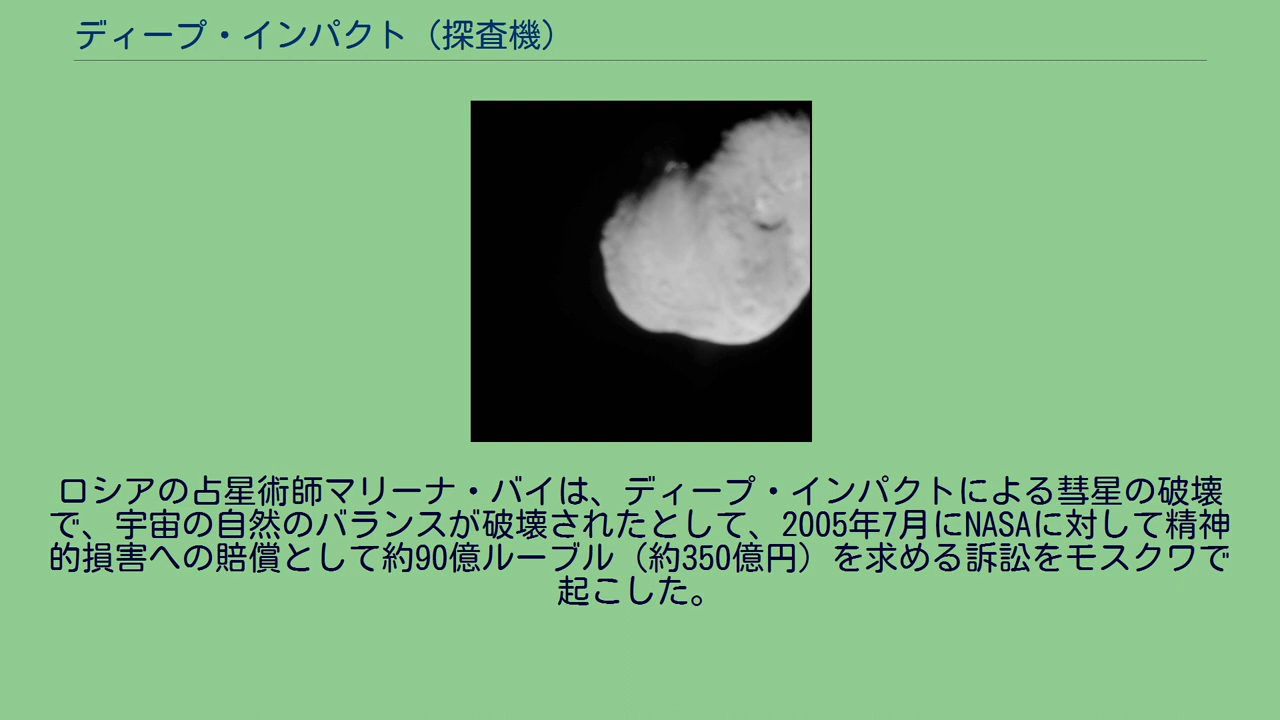 ディープ・インパクト（探査機）
ロシアの占星術師マリーナ・バイは、ディープ・インパクトによる彗星の破壊
で、宇宙の自然のバランスが破壊されたとして、2005年7月にNASAに対して精神
的損害への賠償として約90億ルーブル（約350億円）を求める訴訟をモスクワで
起こした。